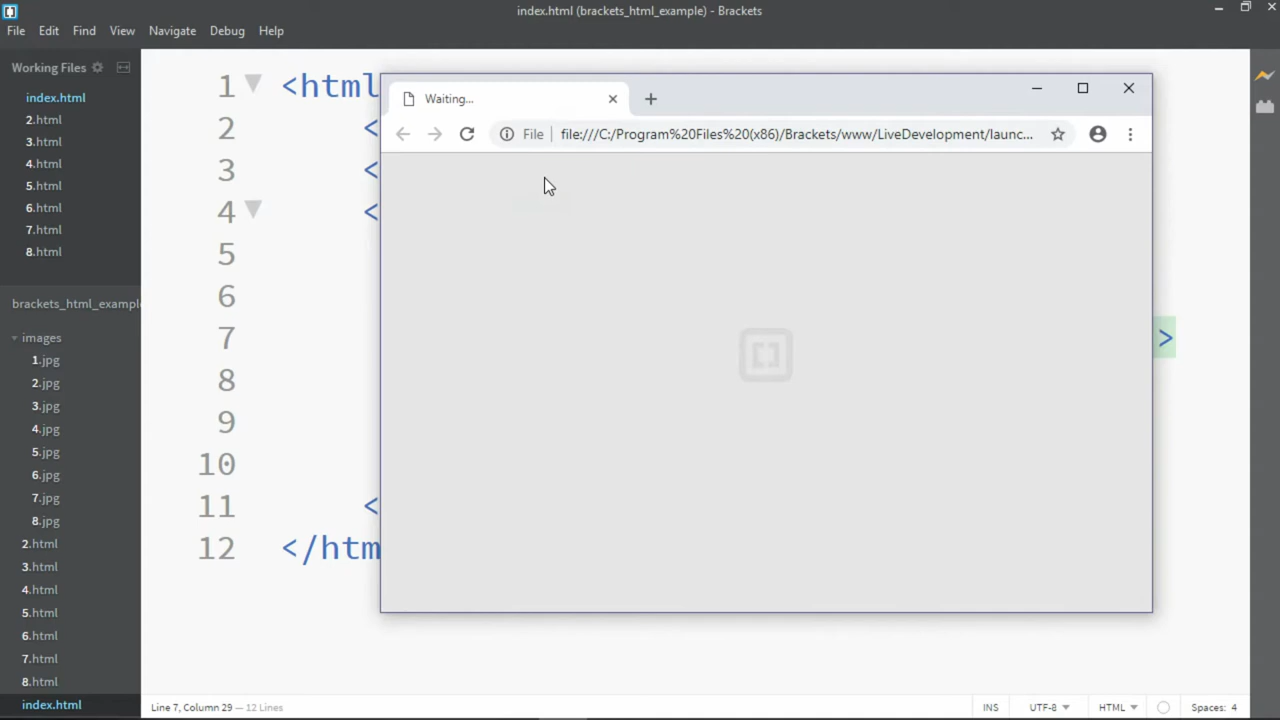 index.html (brackets_html_example) - Brackets
File Edit Find View Navigate Debug Help
Working Files
index.html
2.html
3.html
4.html
5.html
6.html
7.html
8.html
brackets_html_exampl
images
1.jpg
2.jpg
3.jpg
4.jpg
5.jpg
6.jpg
7.jpg
8.jpg
2.html
3.html
4.html
5.html
6.html
7.html
8.html
index.html
1 <html
2 <
3 <
4 <
5
6
7 >
8
9
10
11 <
12 </htm
Waiting...
File file:///C:/Program%20Files%20(x86)/Brackets/www/LiveDevelopment/launc...
Line 7, Column 29 — 12 Lines
INS UTF-8 HTML Spaces: 4